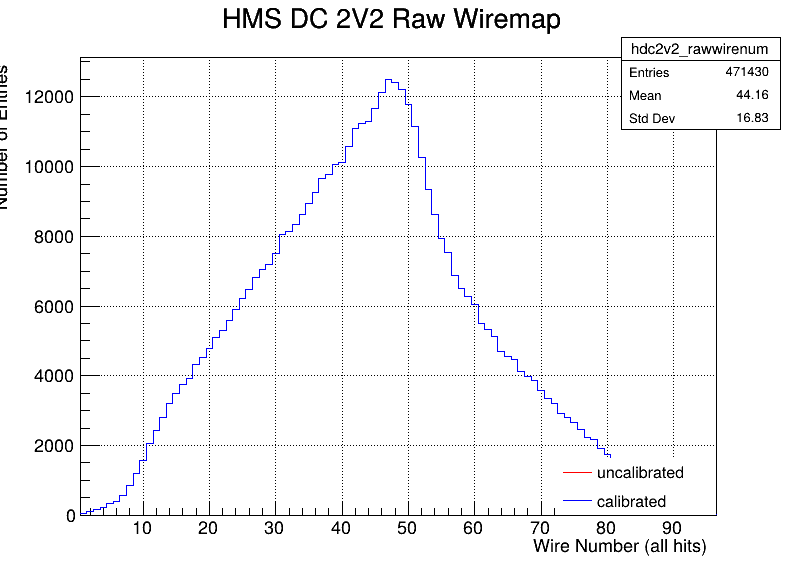 HMS DC 2V2 Raw Wiremap
hdc2v2_rawwirenum
Entries 471430
Mean 44.16
Std Dev 16.83
Number of Entries
12000
10000
8000
6000
4000
2000
0
uncalibrated
calibrated
10 20 30 40 50 60 70 80 90
Wire Number (all hits)